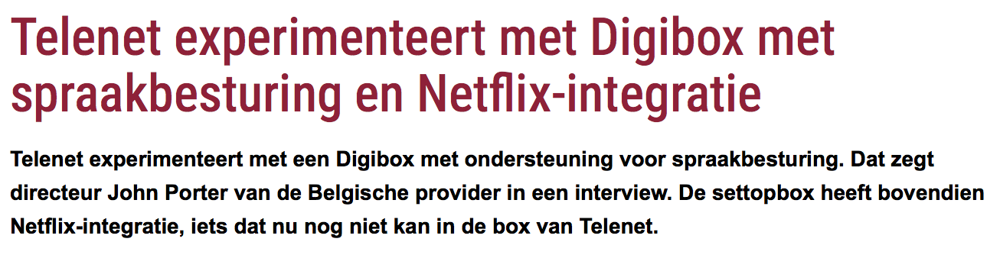 Telenet experimenteert met Digibox met
spraakbesturing en Netflix-integratie
Telenet experimenteert met een Digibox met ondersteuning voor spraakbesturing. Dat zegt
directeur John Porter van de Belgische provider in een interview. De settopbox heeft bovendien
Netflix-integratie, iets dat nu nog niet kan in de box van Telenet.